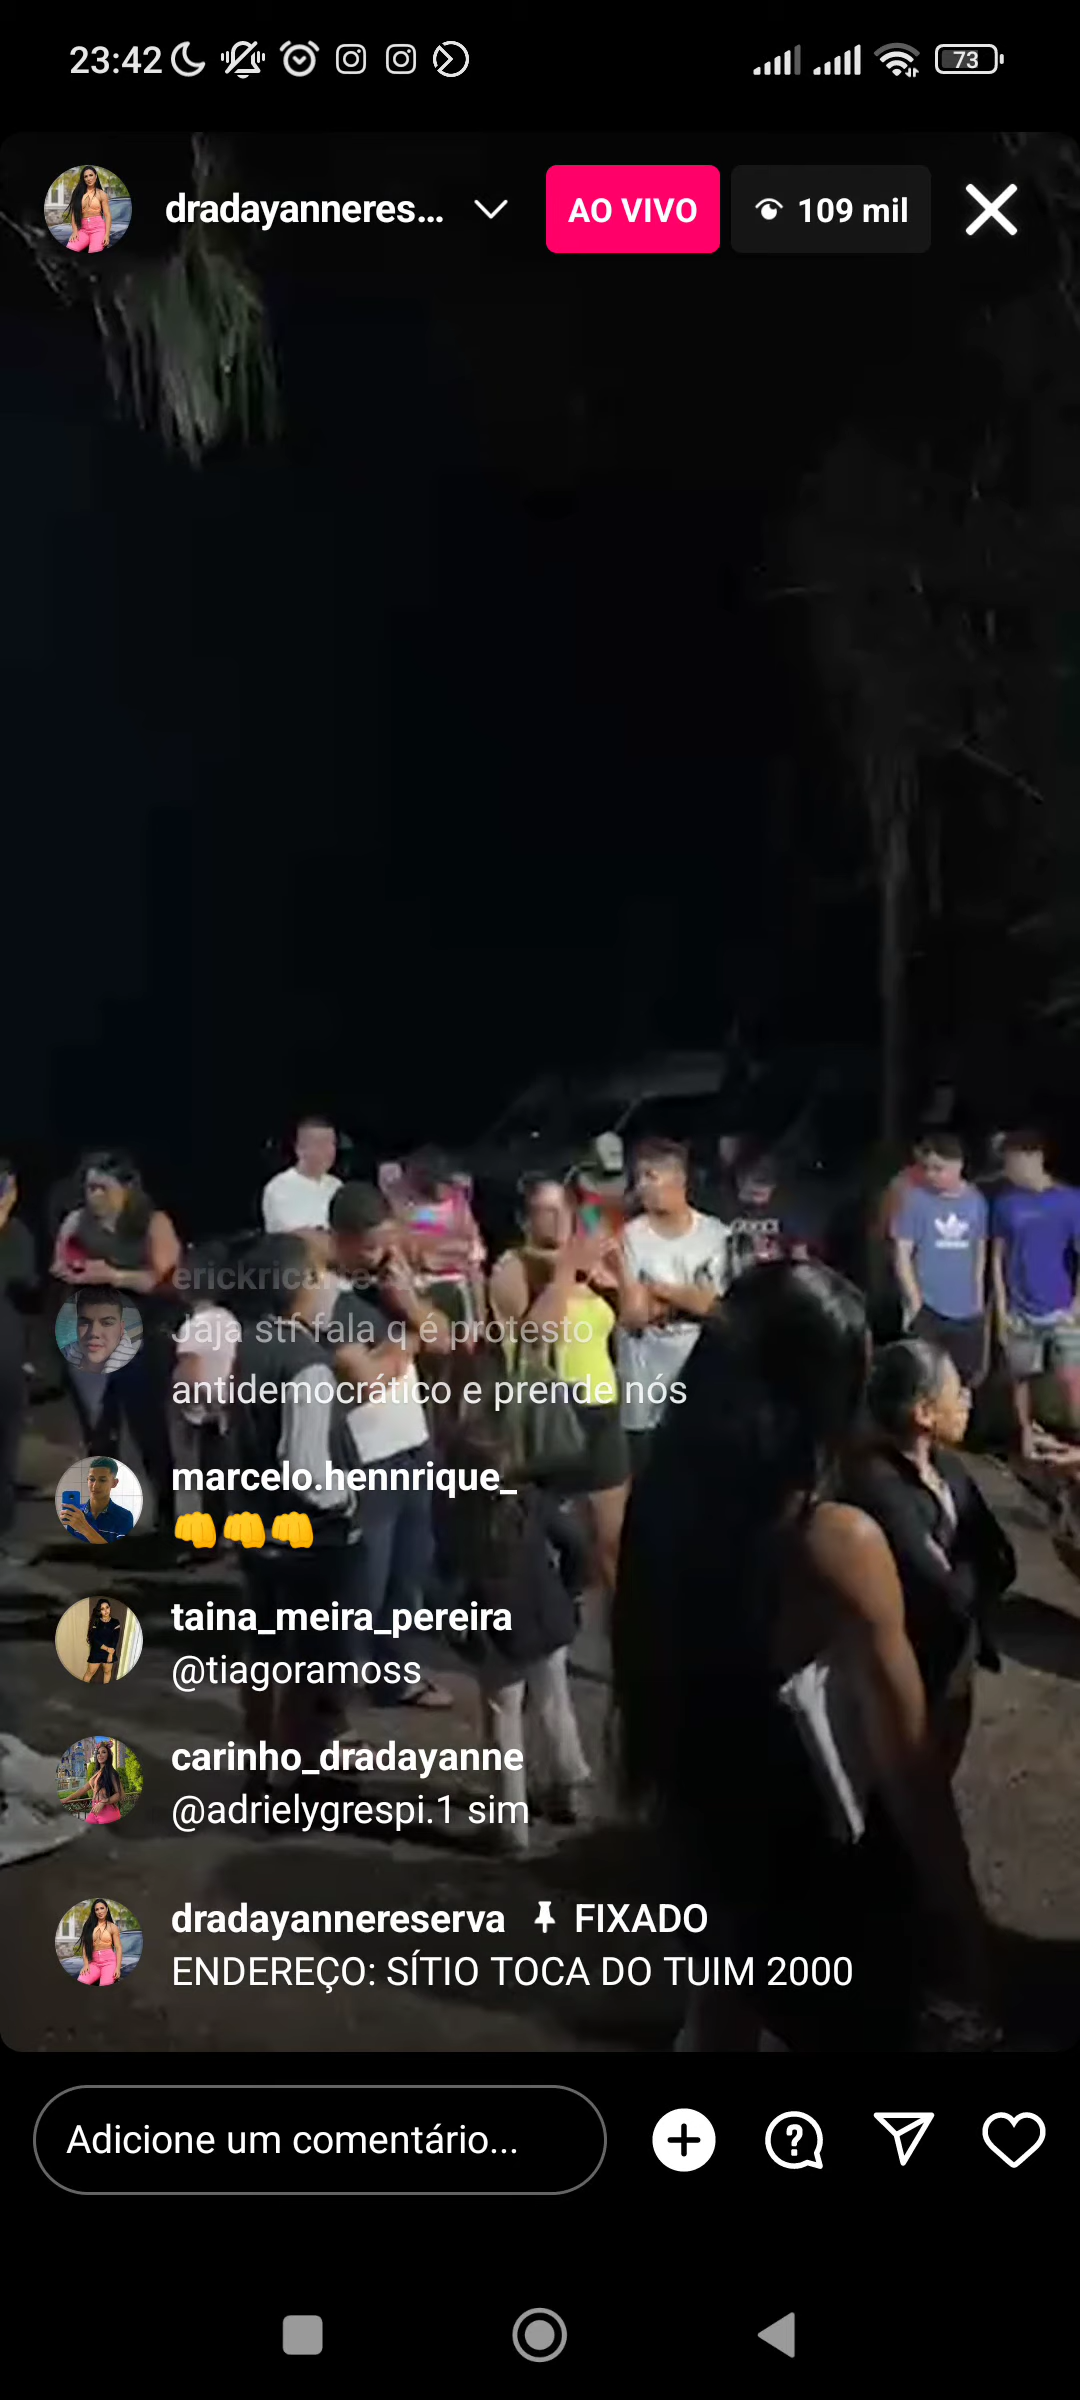 23:42
73
dradayanneres...
AO VIVO
109 mil
Jaja stf fala q é protesto
antidemocrático e prende nós
marcelo.hennrique_
👊👊👊
taina_meira_pereira
@tiagoramoss
carinho_dradayanne
@adrielygrespi.1 sim
dradayannereserva FIXADO
ENDEREÇO: SÍTIO TOCA DO TUIM 2000
Adicione um comentário...